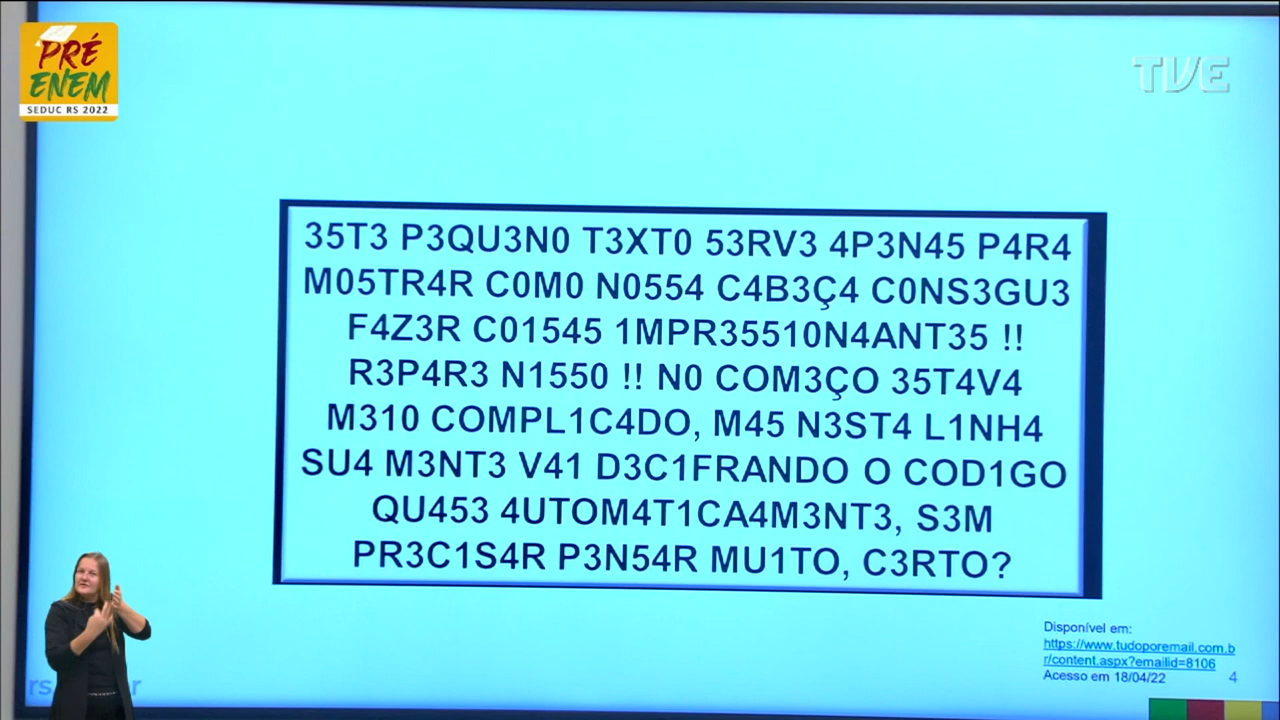 PRÉ
ENEM
SEDUC RS 2022
TVE
35T3 P3QU3N0 T3XT0 53RV3 4P3N45 P4R4
M05TR4R C0M0 N0554 C4B3Ç4 C0NS3GU3
F4Z3R C01545 1MPR35510N4ANT35 !!
R3P4R3 N1550 !! N0 COM3ÇO 35T4V4
M310 COMPL1C4DO, M45 N3ST4 L1NH4
SU4 M3NT3 V41 D3C1FRANDO O COD1GO
QU453 4UTOM4T1CA4M3NT3, S3M
PR3C1S4R P3N54R MU1TO, C3RTO?
Disponível em:
https://www.tudoporemail.com.b
r/content.aspx?emailid=8106
Acesso em 18/04/22
4